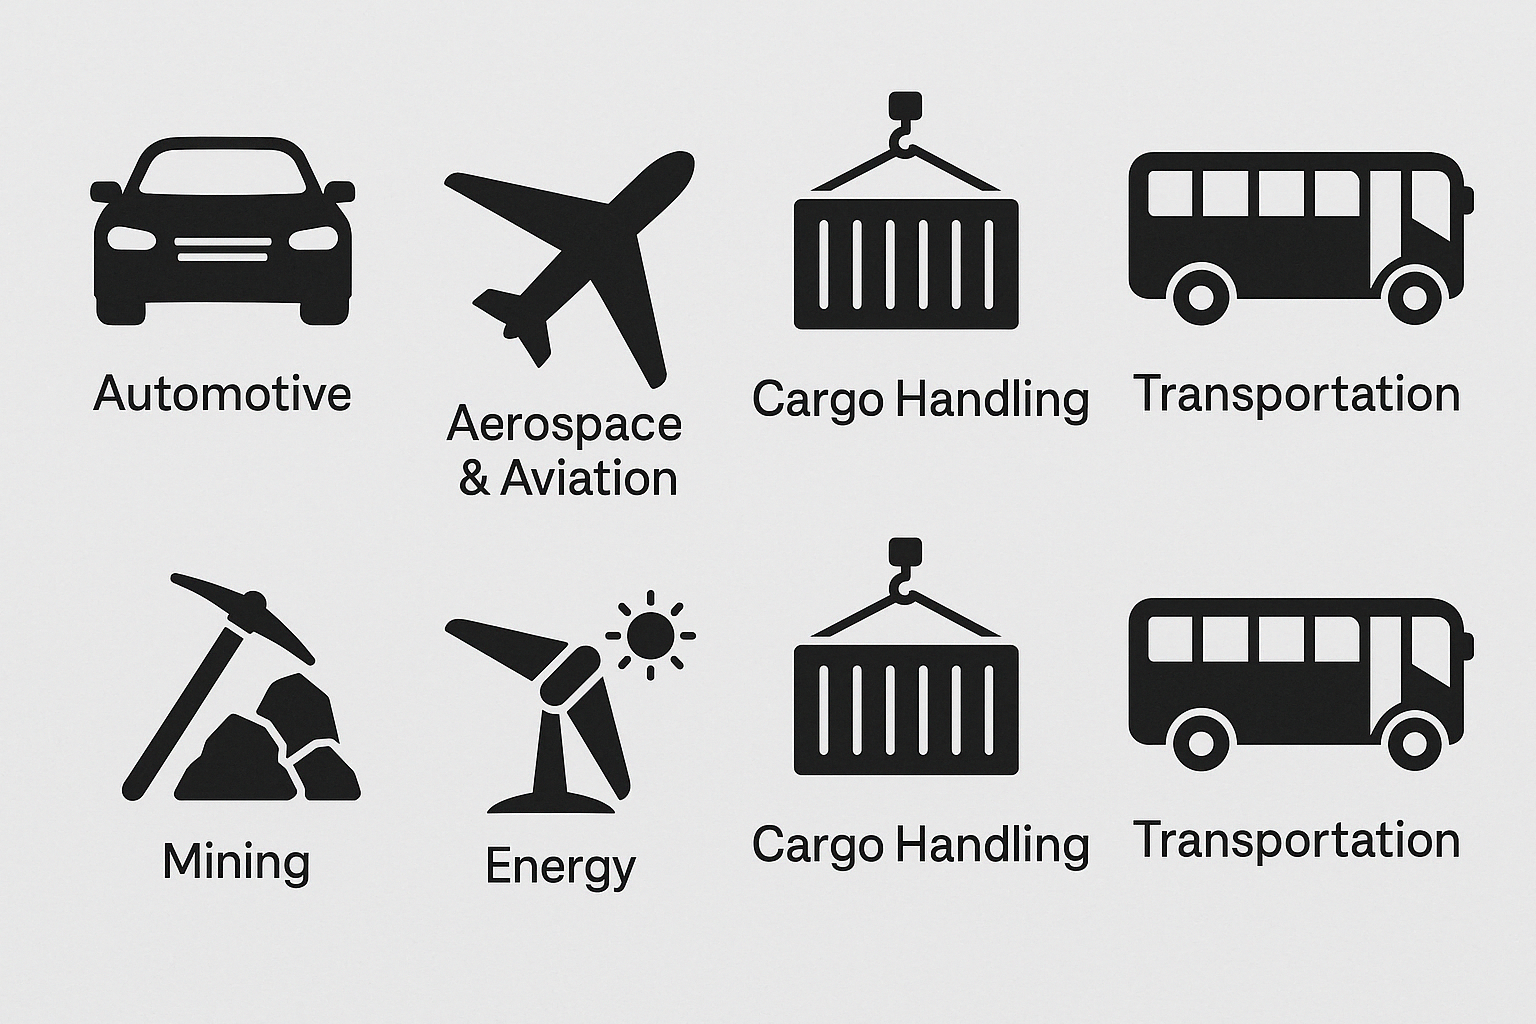 Automotive
Aerospace
& Aviation
Cargo Handling
Transportation
Mining
Energy
Cargo Handling
Transportation